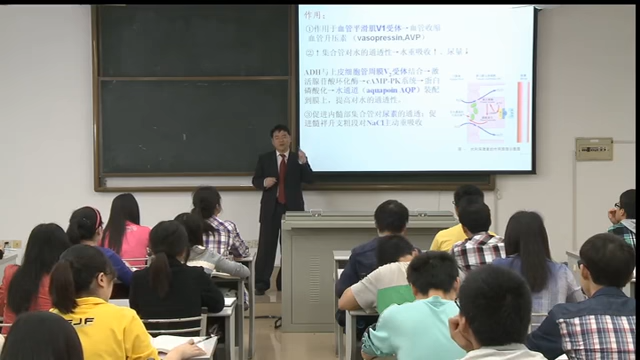 作用:
①作用于血管平滑肌V1受体→血管收缩
血管升压素 (vasopressin,AVP)
②↑集合管对水的通透性→水重吸收↑、尿量↓
ADH与上皮细胞管周膜V₂受体结合→激
活腺苷酸环化酶→cAMP-PK系统→蛋白
磷酸化→水通道 (aquapoin AQP) 装配
到膜上,提高对水的通透性。
③促进内髓部集合管对尿素的通透;促
进髓袢升支粗段对NaCl主动重吸收
FJF